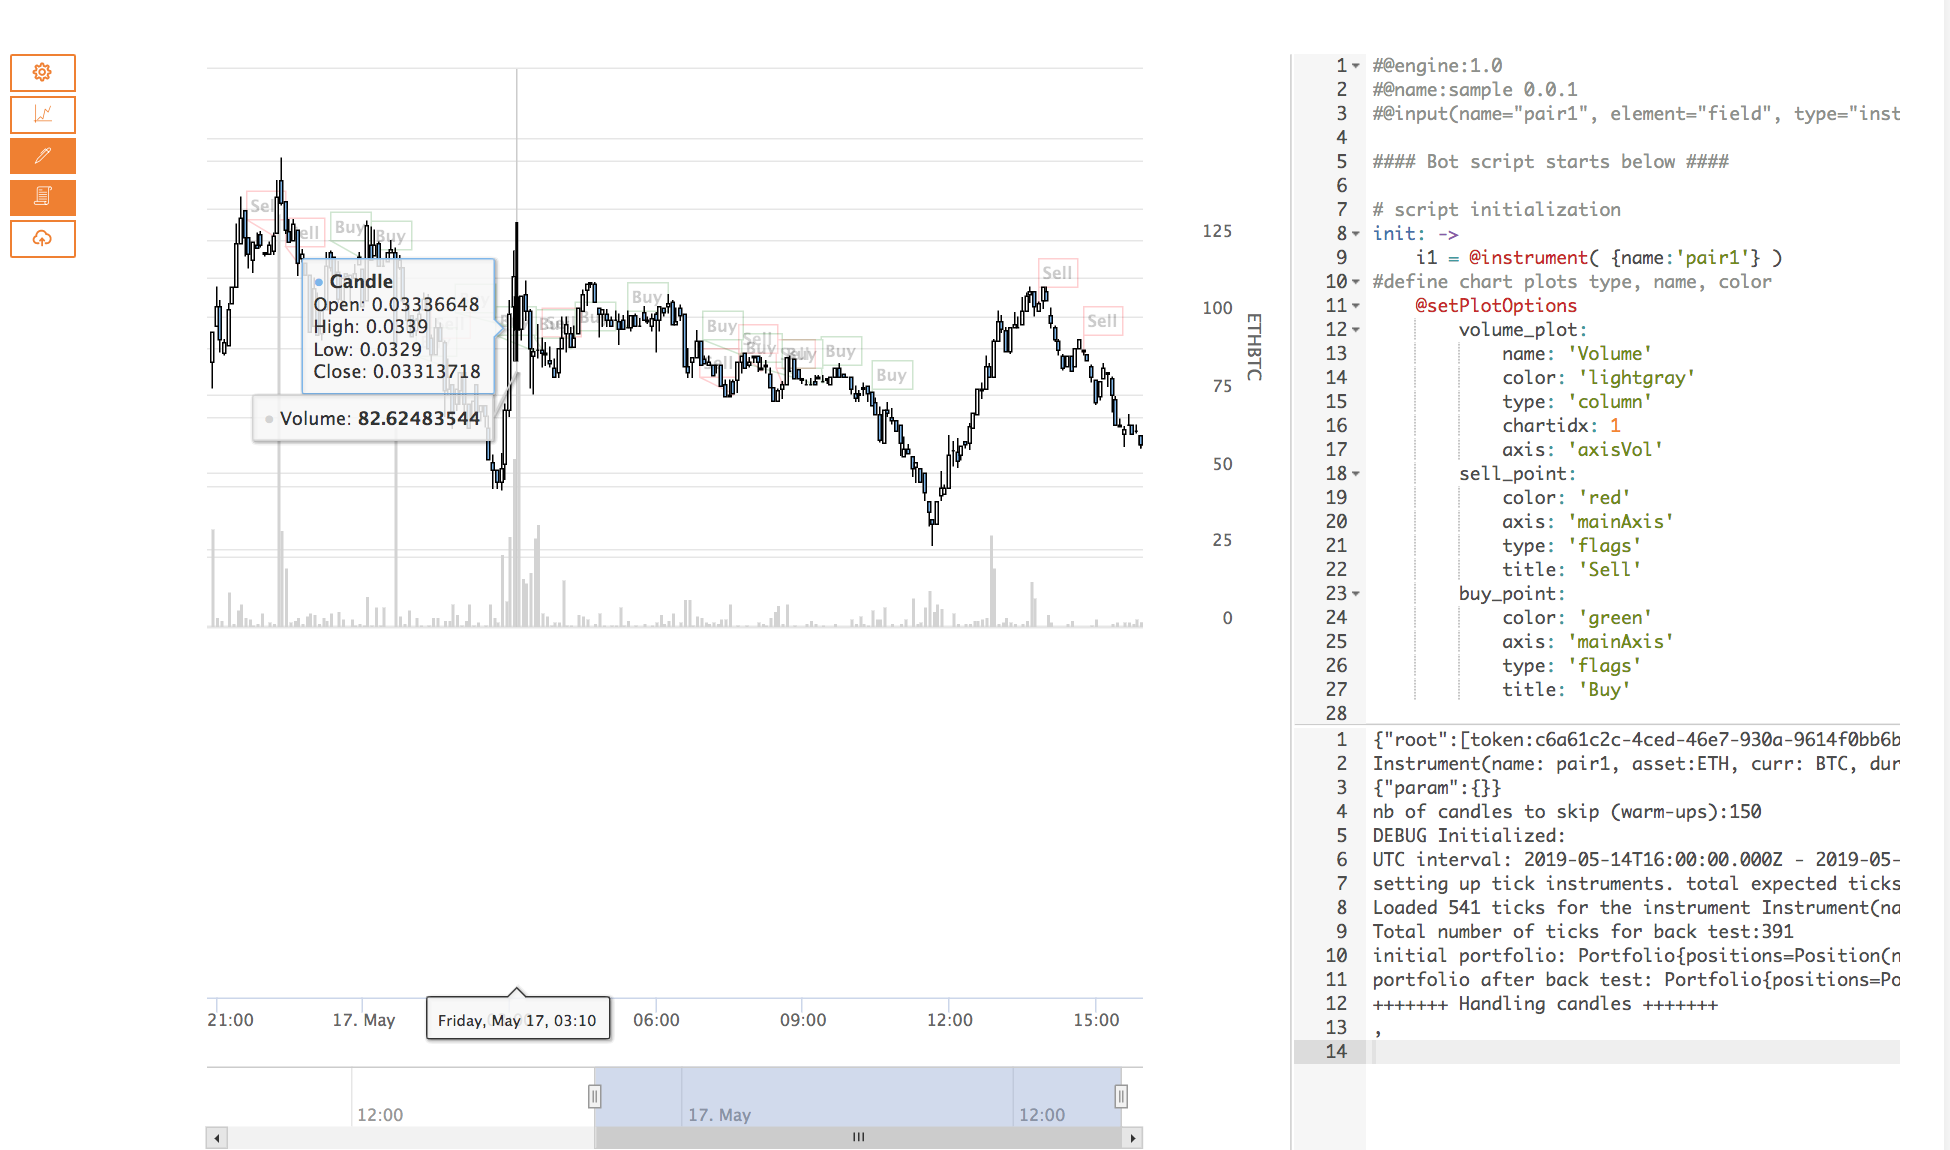 Sell
Sell
Buy
Buy
Candle
Open: 0.03336648
High: 0.0339
Low: 0.0329
Close: 0.03313718
Volume: 82.62483544
Buy
Buy
Sell
Buy
Buy
Buy
Sell
Sell
125
100
75
50
25
0
ETHBTC
21:00
17. May
Friday, May 17, 03:10
06:00
09:00
12:00
15:00
12:00
17. May
12:00
1 #@engine:1.0
2 #@name:sample 0.0.1
3 #@input(name="pair1", element="field", type="inst
4
5 #### Bot script starts below ####
6
7 # script initialization
8 init: ->
9 i1 = @instrument( {name:'pair1'} )
10 #define chart plots type, name, color
11 @setPlotOptions
12 volume_plot:
13 name: 'Volume'
14 color: 'lightgray'
15 type: 'column'
16 chartidx: 1
17 axis: 'axisVol'
18 sell_point:
19 color: 'red'
20 axis: 'mainAxis'
21 type: 'flags'
22 title: 'Sell'
23 buy_point:
24 color: 'green'
25 axis: 'mainAxis'
26 type: 'flags'
27 title: 'Buy'
28
1 {"root":[token:c6a61c2c-4ced-46e7-930a-9614f0bb6b
2 Instrument(name: pair1, asset:ETH, curr: BTC, dur
3 {"param":{}}
4 nb of candles to skip (warm-ups):150
5 DEBUG Initialized:
6 UTC interval: 2019-05-14T16:00:00.000Z - 2019-05-
7 setting up tick instruments. total expected ticks
8 Loaded 541 ticks for the instrument Instrument(na
9 Total number of ticks for back test:391
10 initial portfolio: Portfolio{positions=Position(n
11 portfolio after back test: Portfolio{positions=Po
12 +++++++ Handling candles +++++++
13 ,
14